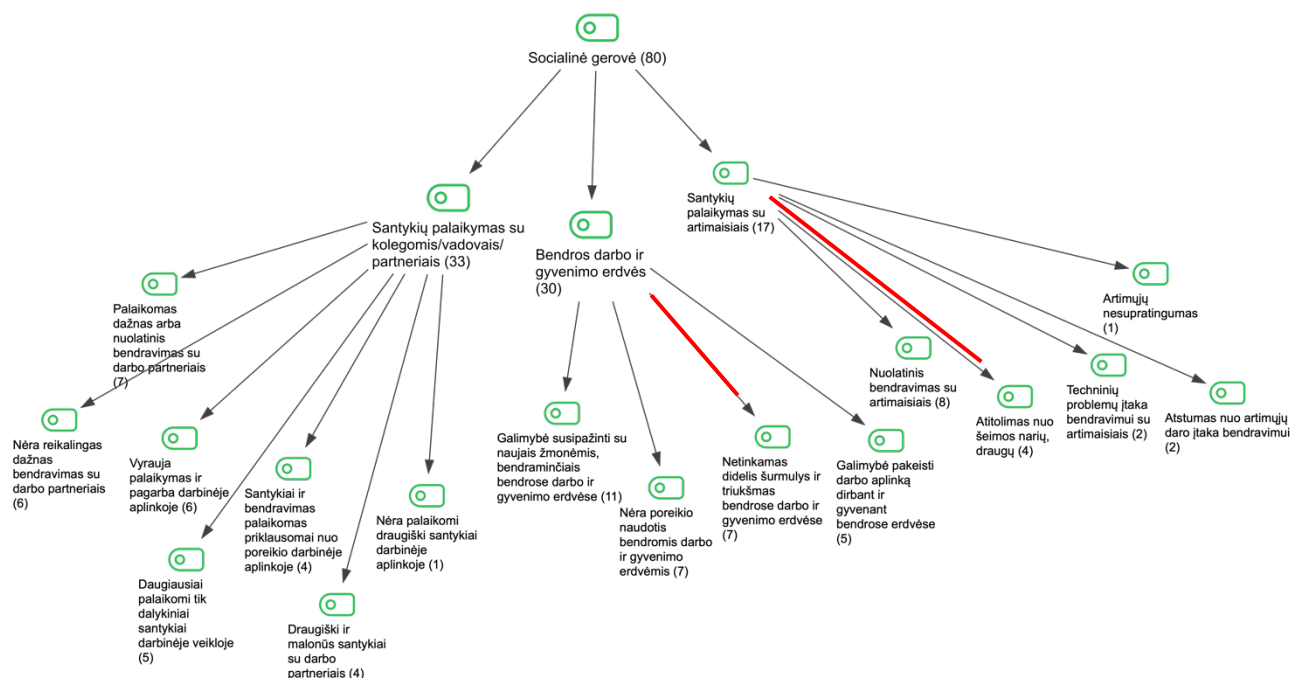 Socialinė gerovė (80)
Santykių palaikymas su
kolegomis/vadovais/
partneriais (33)
Bendros darbo ir
gyvenimo erdvės
(30)
Santykių
palaikymas su
artimaisiais (17)
Palaikomas
dažnas arba
nuolatinis
bendravimas su
darbo partneriais
(7)
Nėra reikalingas
dažnas
bendravimas su
darbo partneriais
(6)
Vyrauja
palaikymas ir
pagarba darbinėje
aplinkoje (6)
Daugiausiai
palaikomi tik
dalykiniai
santykiai
darbinėje veikloje
(5)
Santykiai ir
bendravimas
palaikomas
priklausomai nuo
poreikio darbinėje
aplinkoje (4)
Draugiški ir
malonūs santykiai
su darbo
partneriais (4)
Nėra palaikomi
draugiški santykiai
darbinėje
aplinkoje (1)
Galimybė susipažinti su
naujais žmonėmis,
bendraminčiais
bendrose darbo ir
gyvenimo erdvėse (11)
Nėra poreikio
naudotis
bendromis darbo
ir gyvenimo
erdvėmis (7)
Netinkamas
didelis šurmulys ir
triukšmas
bendrose darbo ir
gyvenimo erdvėse
(7)
Galimybė pakeisti
darbo aplinką
dirbant ir
gyvenant
bendrose erdvėse
(5)
Nuolatinis
bendravimas su
artimaisiais (8)
Atitolimas nuo
šeimos narių,
draugų (4)
Techninių
problemų įtaka
bendravimui su
artimaisiais (2)
Atstumas nuo artimųjų
daro įtaka bendravimui
(2)
Artimųjų
nesupratingumas
(1)